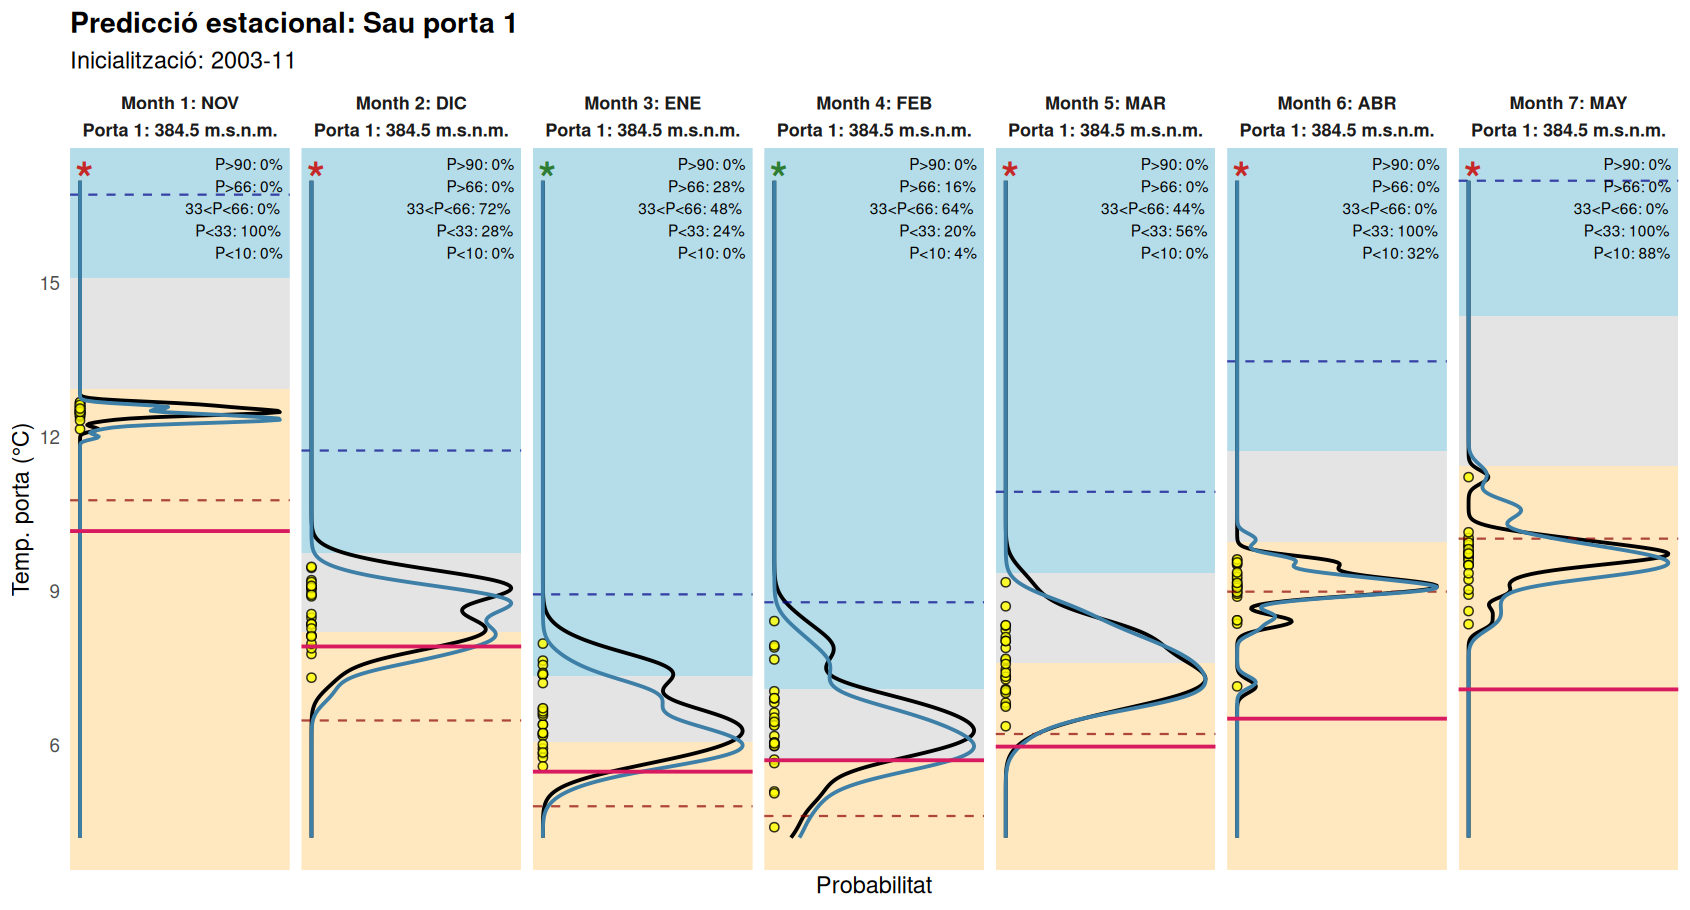 Predicció estacional: Sau porta 1
Inicialització: 2003-11
Month 1: NOV
Porta 1: 384.5 m.s.n.m.
Month 2: DIC
Porta 1: 384.5 m.s.n.m.
Month 3: ENE
Porta 1: 384.5 m.s.n.m.
Month 4: FEB
Porta 1: 384.5 m.s.n.m.
Month 5: MAR
Porta 1: 384.5 m.s.n.m.
Month 6: ABR
Porta 1: 384.5 m.s.n.m.
Month 7: MAY
Porta 1: 384.5 m.s.n.m.
*
P>90: 0%
P>66: 0%
33<P<66: 0%
P<33: 100%
P<10: 0%
*
P>90: 0%
P>66: 0%
33<P<66: 72%
P<33: 28%
P<10: 0%
*
P>90: 0%
P>66: 28%
33<P<66: 48%
P<33: 24%
P<10: 0%
*
P>90: 0%
P>66: 16%
33<P<66: 64%
P<33: 20%
P<10: 4%
*
P>90: 0%
P>66: 0%
33<P<66: 44%
P<33: 56%
P<10: 0%
*
P>90: 0%
P>66: 0%
33<P<66: 0%
P<33: 100%
P<10: 32%
*
P>90: 0%
P>66: 0%
33<P<66: 0%
P<33: 100%
P<10: 88%
15
12
9
6
Temp. porta (°C)
Probabilitat